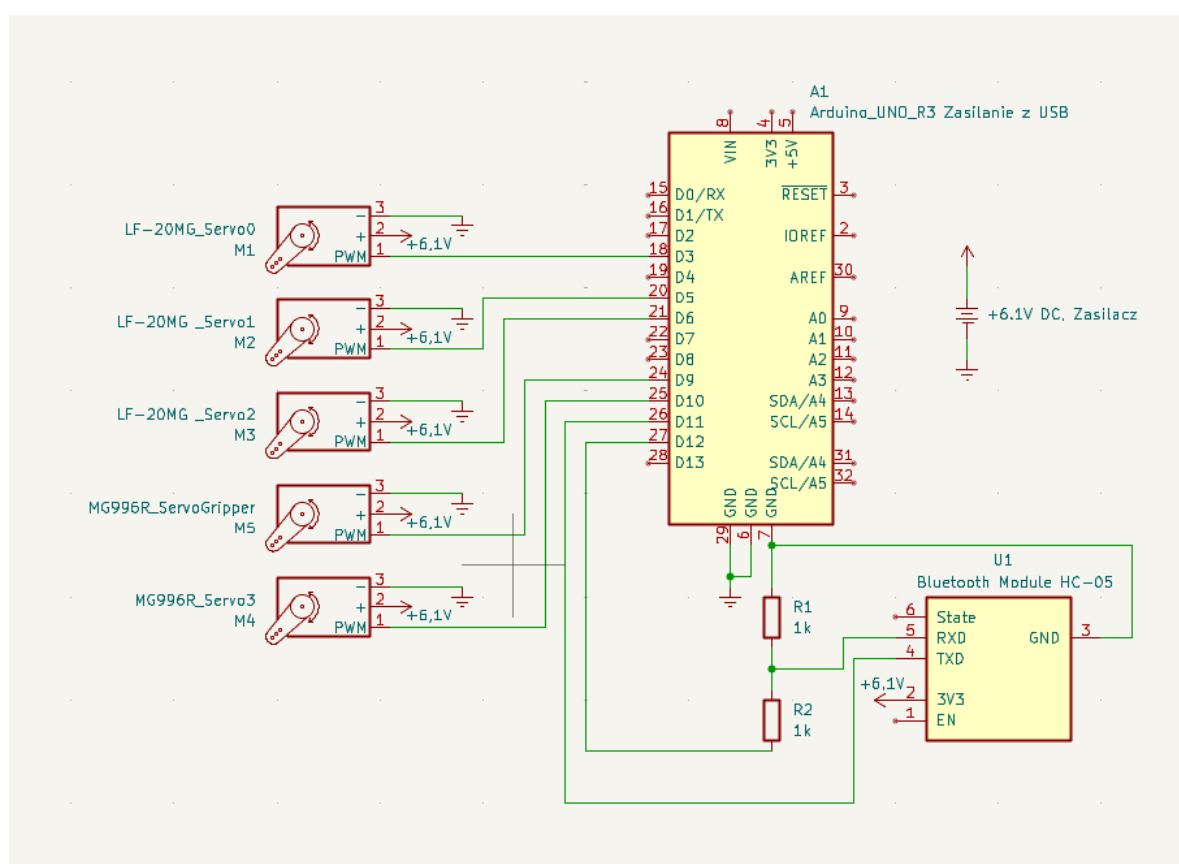 A1
Arduino_UNO_R3 Zasilanie z USB
8
4
5
VIN
3V3
+5V
15 D0/RX
16 D1/TX
17 D2
18 D3
19 D4
20 D5
21 D6
22 D7
23 D8
24 D9
25 D10
26 D11
27 D12
28 D13
RESET 3
IOREF 2
AREF 30
A0 9
A1 10
A2 11
A3 12
SDA/A4 13
SCL/A5 14
SDA/A4 31
SCL/A5 32
GND
GND
GND
29
6
7
LF-20MG_Servo0
M1
- 3
+ 2
PWM 1
+6,1V
LF-20MG _Servo1
M2
- 3
+ 2
PWM 1
+6,1V
LF-20MG _Servo2
M3
- 3
+ 2
PWM 1
+6,1V
MG996R_ServoGripper
M5
- 3
+ 2
PWM 1
+6,1V
MG996R_Servo3
M4
- 3
+ 2
PWM 1
+6,1V
+6.1V DC, Zasilacz
R1
1k
R2
1k
U1
Bluetooth Module HC-05
6 State
5 RXD
4 TXD
+6,1V
2 3V3
1 EN
GND 3